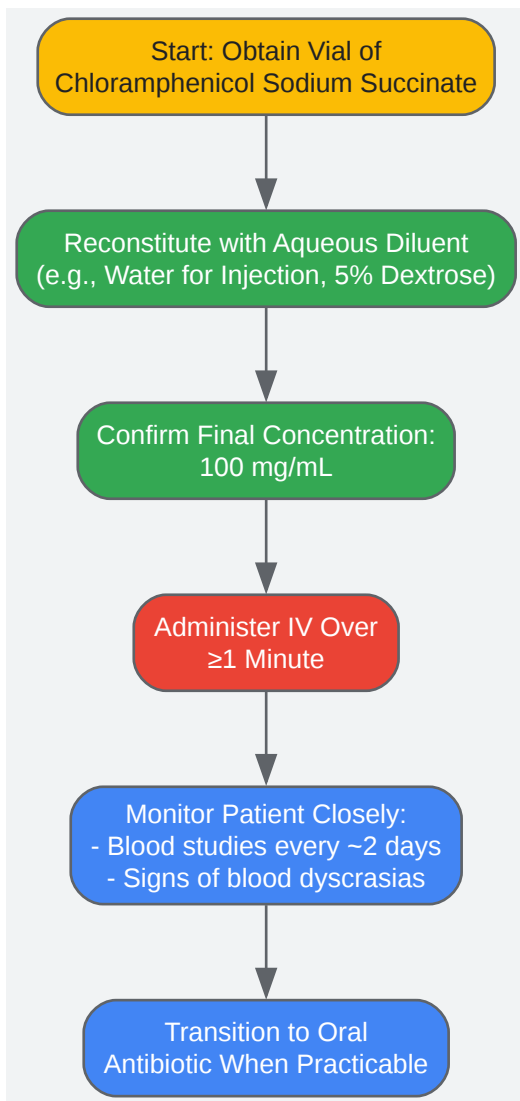 Start: Obtain Vial of
Chloramphenicol Sodium Succinate
Reconstitute with Aqueous Diluent
(e.g., Water for Injection, 5% Dextrose)
Confirm Final Concentration:
100 mg/mL
Administer IV Over
≥1 Minute
Monitor Patient Closely:
- Blood studies every ~2 days
- Signs of blood dyscrasias
Transition to Oral
Antibiotic When Practicable